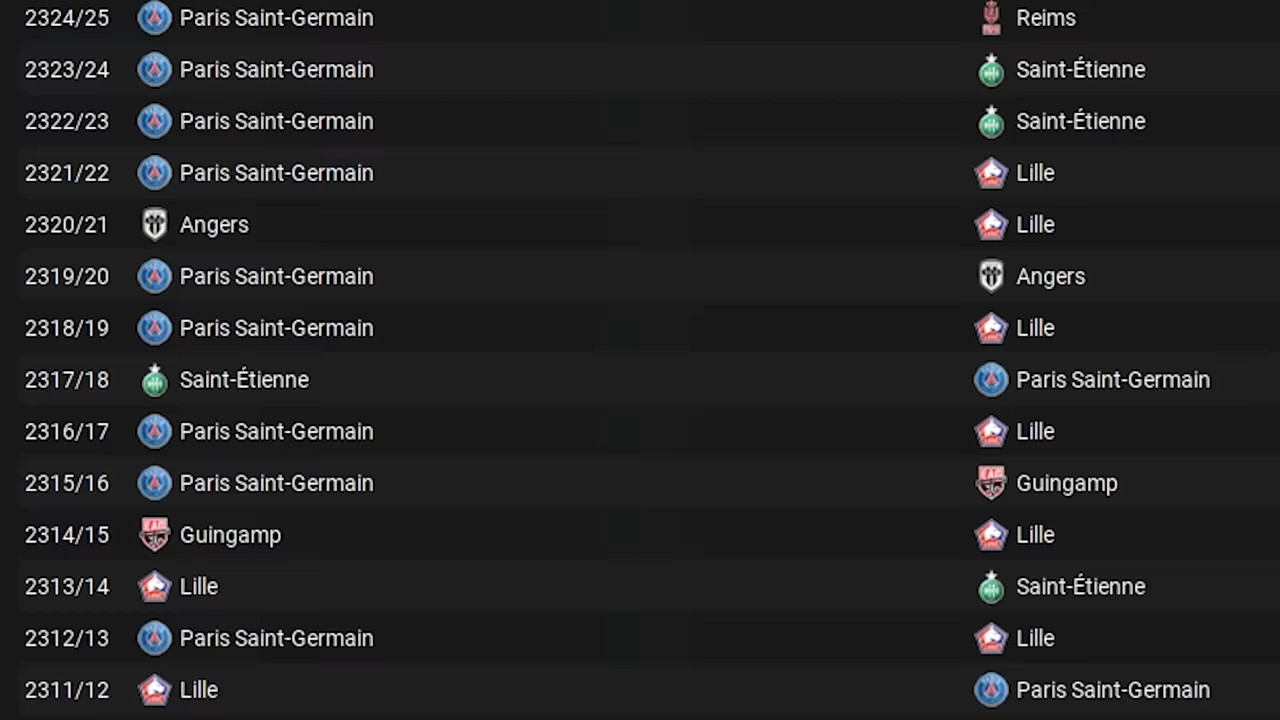 2324/25 Paris Saint-Germain Reims
2323/24 Paris Saint-Germain Saint-Étienne
2322/23 Paris Saint-Germain Saint-Étienne
2321/22 Paris Saint-Germain Lille
2320/21 Angers Lille
2319/20 Paris Saint-Germain Angers
2318/19 Paris Saint-Germain Lille
2317/18 Saint-Étienne Paris Saint-Germain
2316/17 Paris Saint-Germain Lille
2315/16 Paris Saint-Germain Guingamp
2314/15 Guingamp Lille
2313/14 Lille Saint-Étienne
2312/13 Paris Saint-Germain Lille
2311/12 Lille Paris Saint-Germain